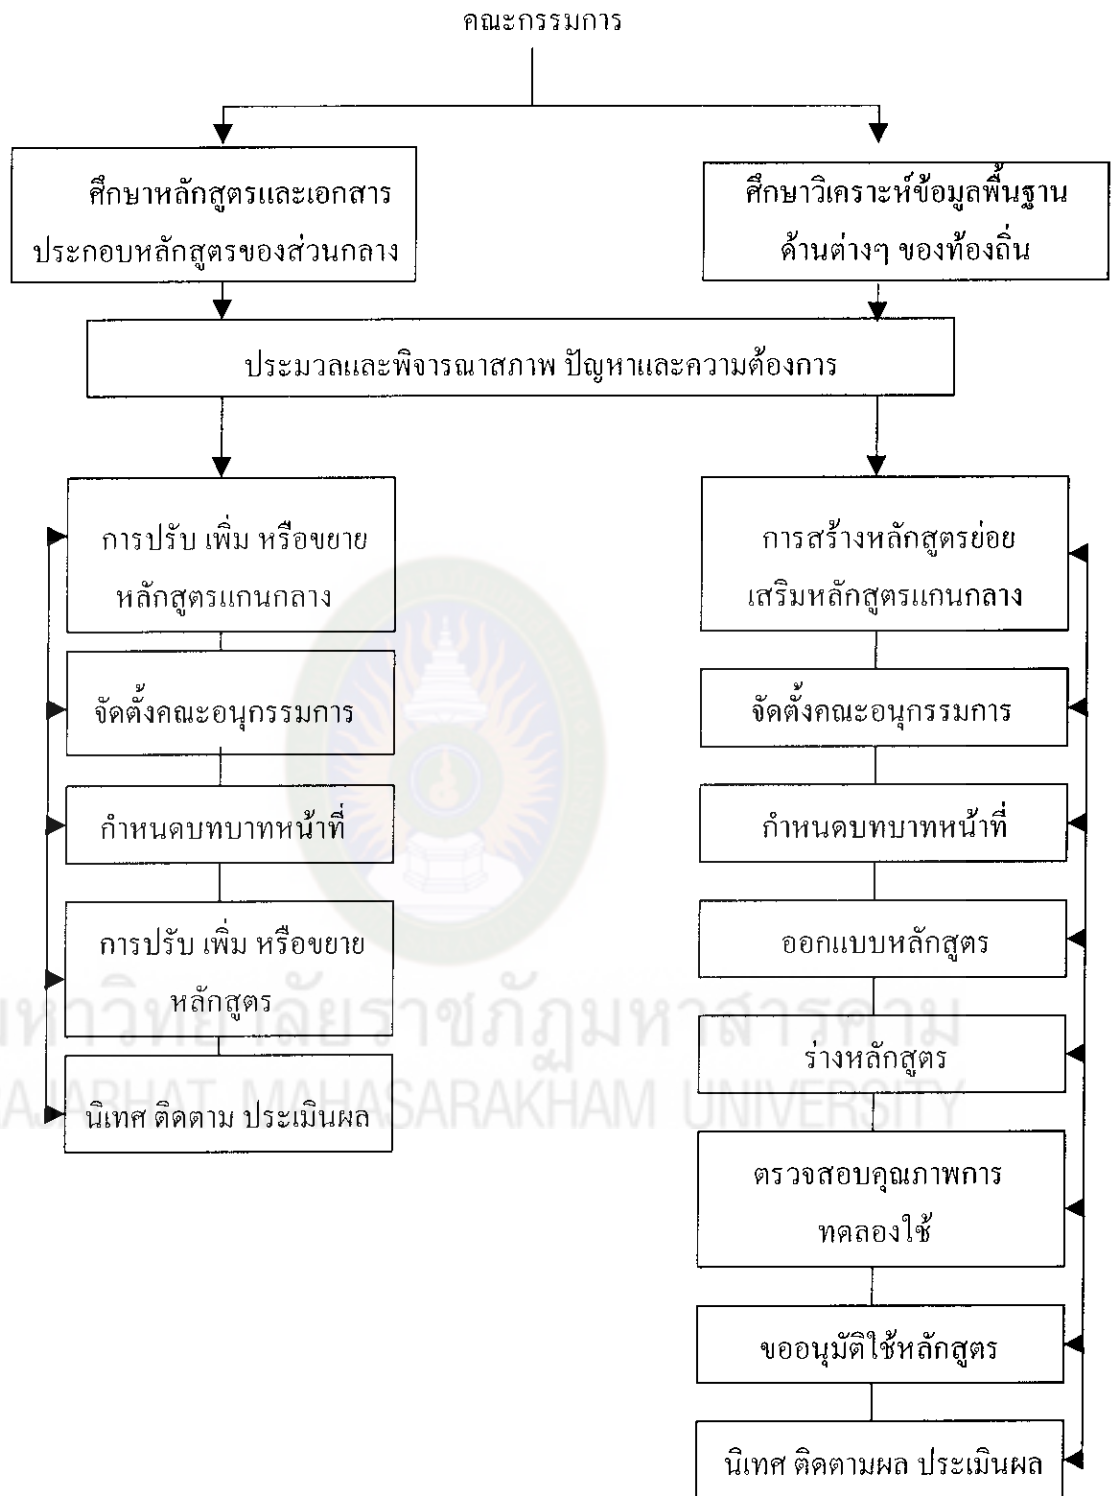 คณะกรรมการ
ศึกษาหลักสูตรและเอกสาร
ประกอบหลักสูตรของส่วนกลาง
ศึกษาวิเคราะห์ข้อมูลพื้นฐาน
ด้านต่างๆ ของท้องถิ่น
ประมวลและพิจารณาสภาพ ปัญหาและความต้องการ
การปรับ เพิ่ม หรือขยาย
หลักสูตรแกนกลาง
จัดตั้งคณะอนุกรรมการ
กำหนดบทบาทหน้าที่
การปรับ เพิ่ม หรือขยาย
หลักสูตร
นิเทศ ติดตาม ประเมินผล
การสร้างหลักสูตรย่อย
เสริมหลักสูตรแกนกลาง
จัดตั้งคณะอนุกรรมการ
กำหนดบทบาทหน้าที่
ออกแบบหลักสูตร
ร่างหลักสูตร
ตรวจสอบคุณภาพการ
ทดลองใช้
ขออนุมัติใช้หลักสูตร
นิเทศ ติดตามผล ประเมินผล
มหาวิทยาลัยราชภัฏมหาสารคาม
RAJABHAT MAHASARAKHAM UNIVERSITY